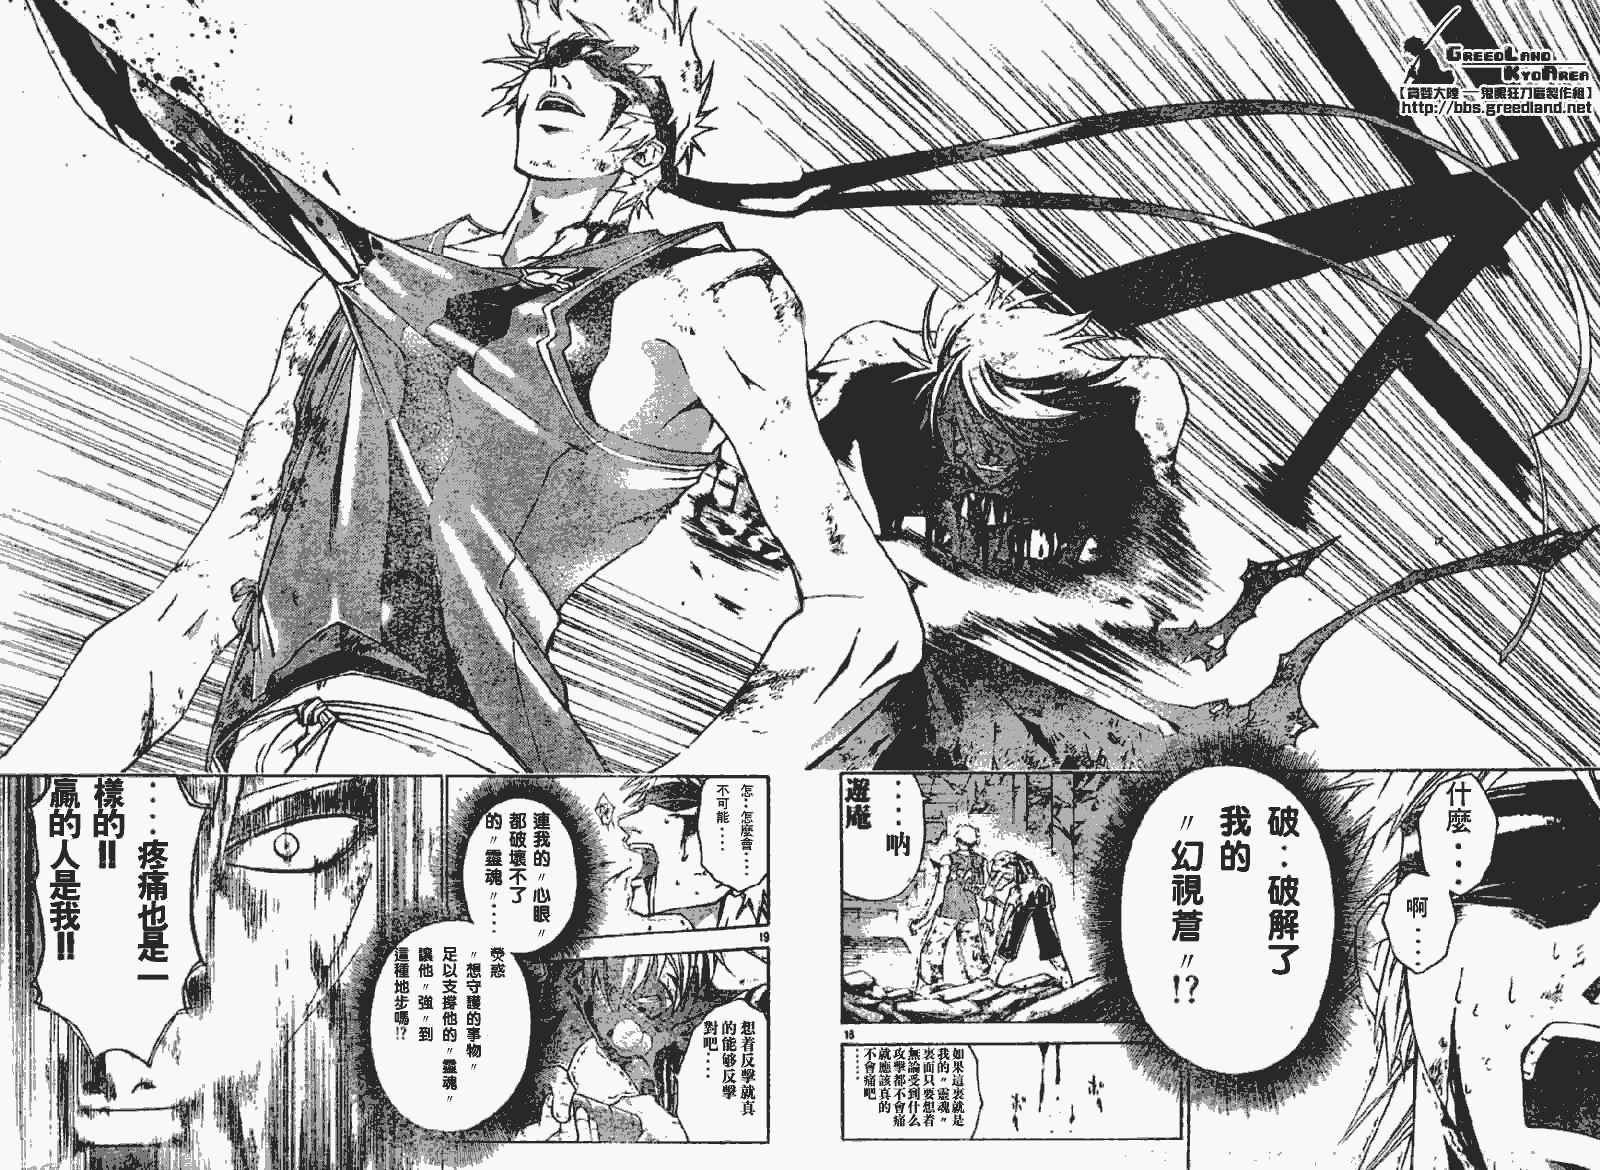 GREEDLAND
KYOAREA
【貪婪大陸—鬼眼狂刀居製作組】
http://bbs.greedland.net
什麼...
啊....
破..破解了
我的
〃幻視蒼〃!?
....吶
遊庵
18
如果這裏就是
我的〃靈魂〃
裏面只要想着
無論受到什么
攻擊都不會痛
就應該真的
不會痛吧
......
怎..怎麼會....
不可能....
連我的〃心眼〃
都破壞不了
的〃靈魂〃....
19
想着反擊就真
的能够反擊
對吧....
熒惑
〃想守護的事物〃
足以支撐他的〃靈魂〃
讓他〃強〃到
這種地步嗎!?
....疼痛也是一
樣的!!
贏的人是我!!